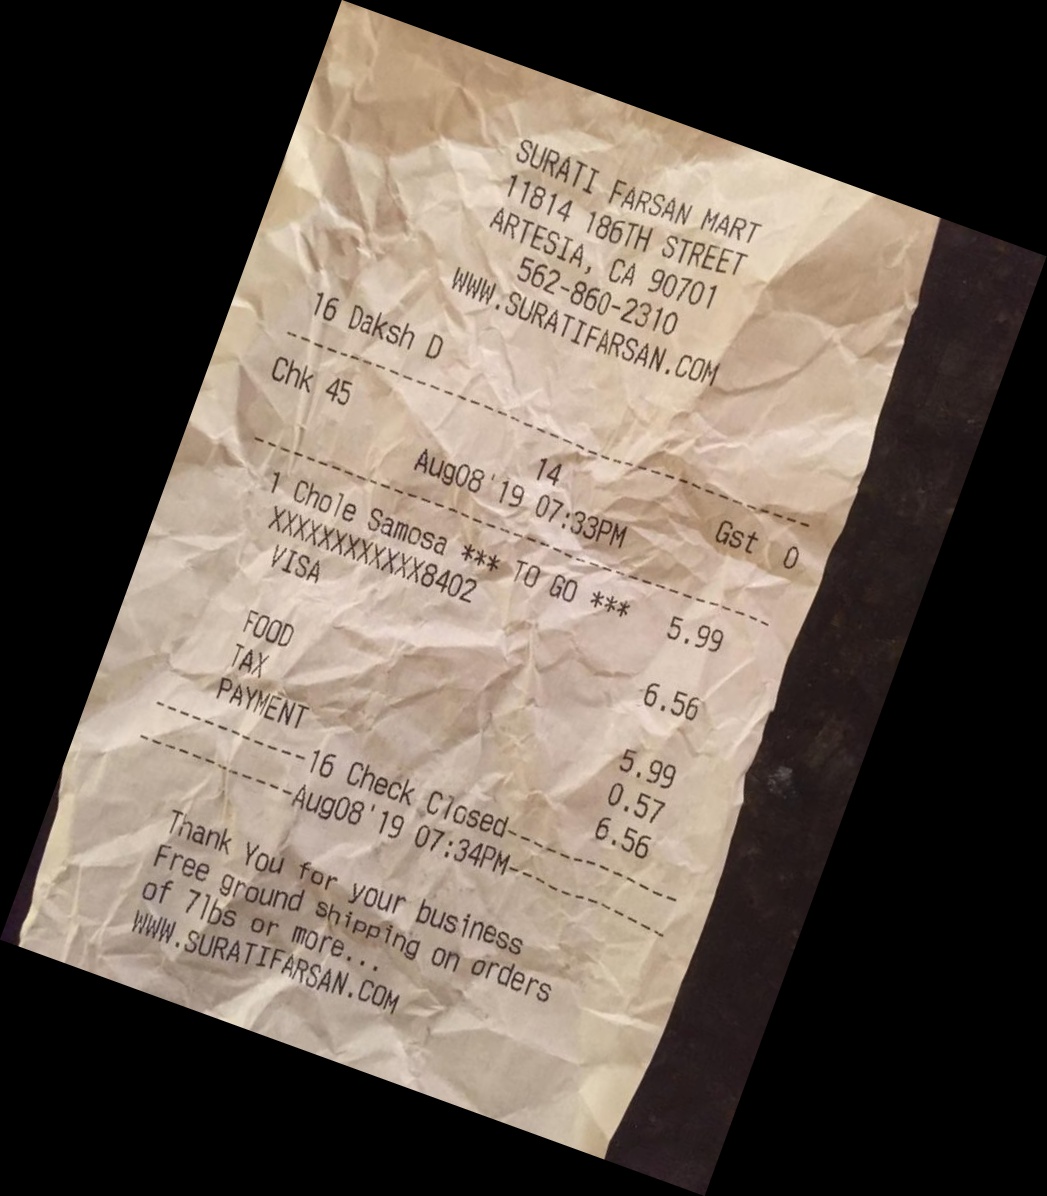 SURATI FARSAN MART
11814 186TH STREET
ARTESIA, CA 90701
562-860-2310
WWW.SURATIFARSAN.COM
16 Daksh D
--------------------------------
Chk 45 14 Gst 0
Aug08'19 07:33PM
--------------------------------
*** TO GO ***
1 Chole Samosa 5.99
XXXXXXXXXXXX8402
VISA 6.56
FOOD 5.99
TAX 0.57
PAYMENT 6.56
---------16 Check Closed----------
---------Aug08'19 07:34PM---------
Thank You for your business
Free ground shipping on orders
of 7lbs or more...
WWW.SURATIFARSAN.COM